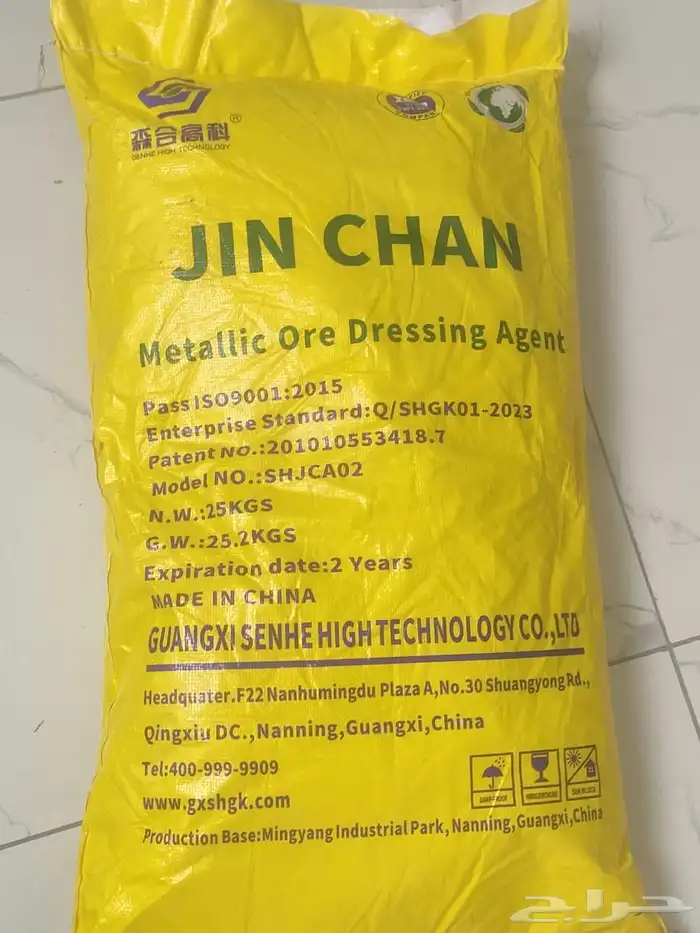 森合高科®
SENHE HIGH TECHNOLOGY
JIN CHAN
Metallic Ore Dressing Agent
Pass ISO9001:2015
Enterprise Standard:Q/SHGK01-2023
Patent NO.:201010553418.7
Model NO.:SHJCA02
N.W.:25KGS
G.W.:25.2KGS
Expiration date:2 Years
MADE IN CHINA
GUANGXI SENHE HIGH TECHNOLOGY CO.,LTD
Headquater.F22 Nanhumingdu Plaza A,No.30 Shuangyong Rd.,
Qingxiu DC.,Nanning,Guangxi,China
Tel:400-999-9909
www.gxshgk.com
SUN BLOCK
Production Base:Mingyang Industrial Park, Nanning,Guangxi,China
حراج